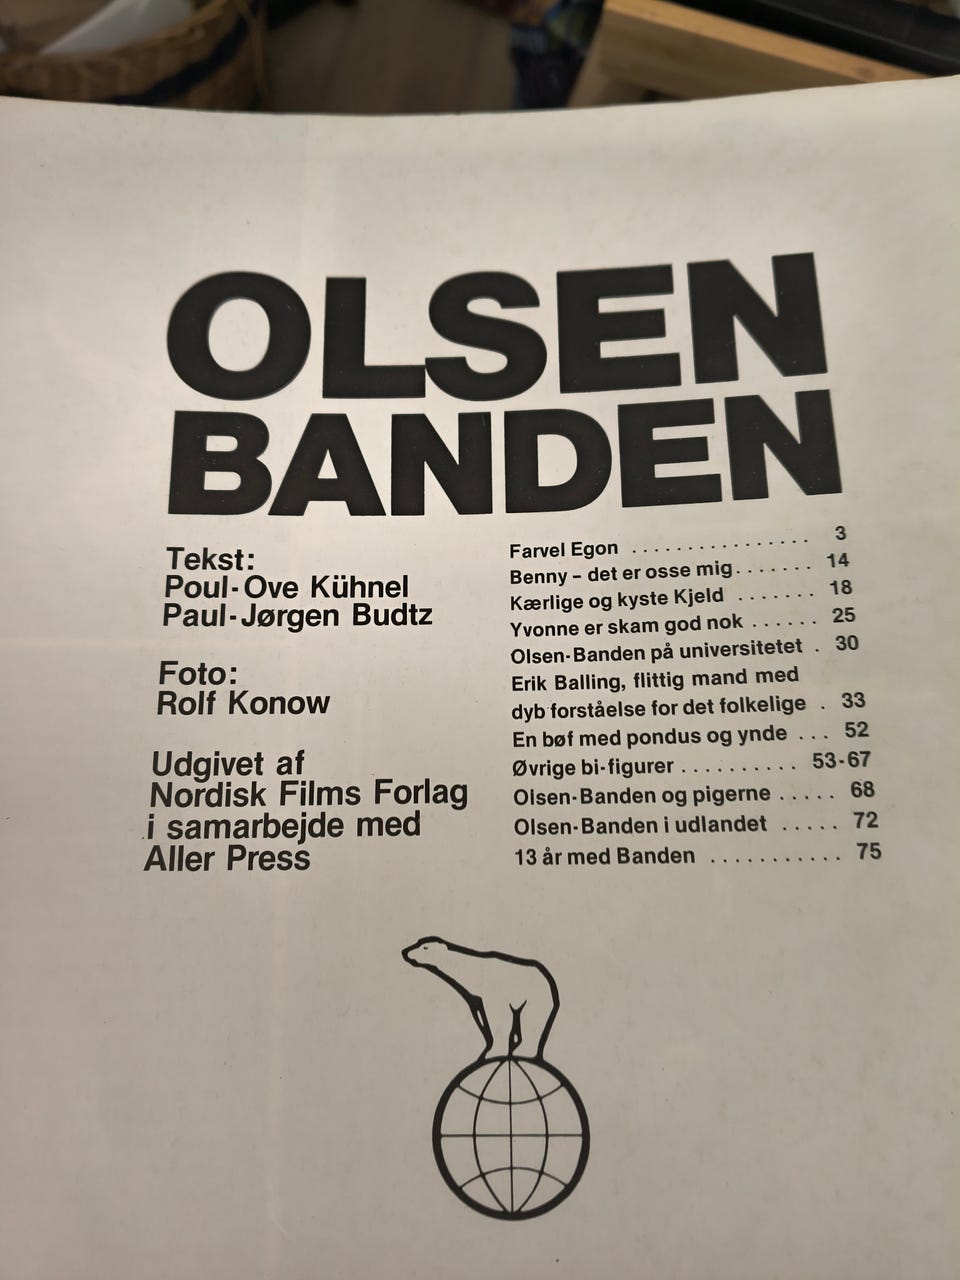 OLSEN
BANDEN
Tekst:
Poul-Ove Kühnel
Paul-Jørgen Budtz
Foto:
Rolf Konow
Udgivet af
Nordisk Films Forlag
i samarbejde med
Aller Press
Farvel Egon ................ 3
Benny – det er osse mig....... 14
Kærlige og kyste Kjeld ....... 18
Yvonne er skam god nok ...... 25
Olsen-Banden på universitetet . 30
Erik Balling, flittig mand med
dyb forståelse for det folkelige . 33
En bøf med pondus og ynde ... 52
Øvrige bi-figurer .......... 53-67
Olsen-Banden og pigerne ..... 68
Olsen-Banden i udlandet ..... 72
13 år med Banden ............ 75